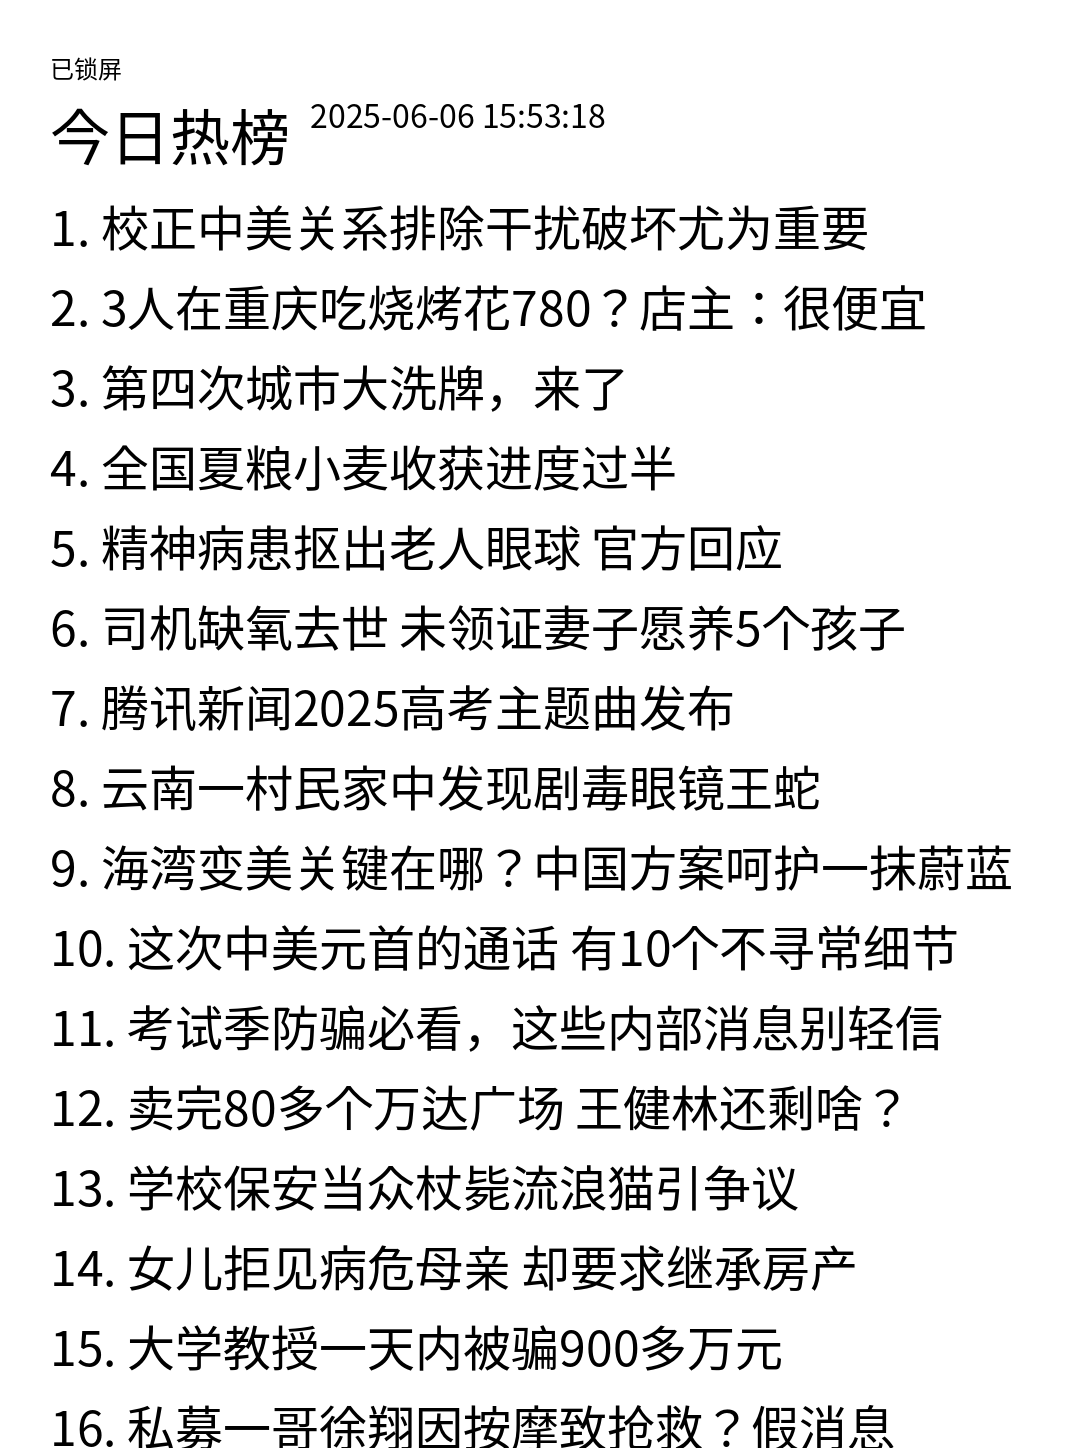 已锁屏
今日热榜 2025-06-06 15:53:18
1. 校正中美关系排除干扰破坏尤为重要
2. 3人在重庆吃烧烤花780？店主：很便宜
3. 第四次城市大洗牌，来了
4. 全国夏粮小麦收获进度过半
5. 精神病患抠出老人眼球 官方回应
6. 司机缺氧去世 未领证妻子愿养5个孩子
7. 腾讯新闻2025高考主题曲发布
8. 云南一村民家中发现剧毒眼镜王蛇
9. 海湾变美关键在哪？中国方案呵护一抹蔚蓝
10. 这次中美元首的通话 有10个不寻常细节
11. 考试季防骗必看，这些内部消息别轻信
12. 卖完80多个万达广场 王健林还剩啥？
13. 学校保安当众杖毙流浪猫引争议
14. 女儿拒见病危母亲 却要求继承房产
15. 大学教授一天内被骗900多万元
16. 私募一哥徐翔因按摩致抢救？假消息